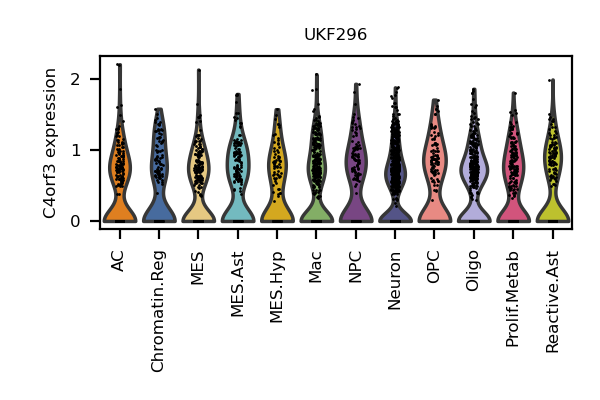 UKF296
C4orf3 expression
2
1
0
AC
Chromatin.Reg
MES
MES.Ast
MES.Hyp
Mac
NPC
Neuron
OPC
Oligo
Prolif.Metab
Reactive.Ast